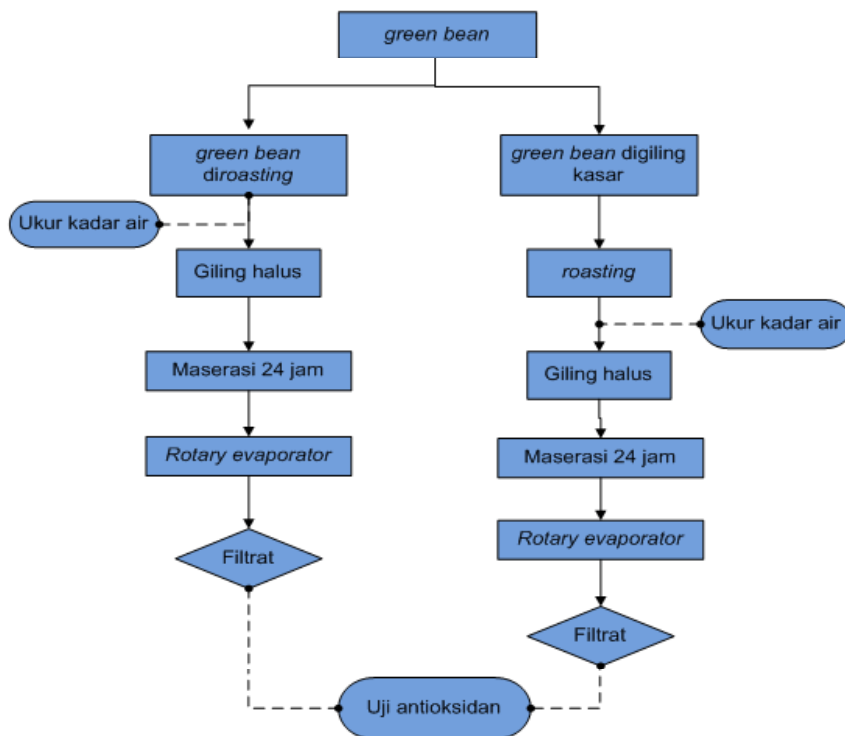 green bean
green bean
diroasting
Ukur kadar air
Giling halus
Maserasi 24 jam
Rotary evaporator
Filtrat
green bean digiling
kasar
roasting
Ukur kadar air
Giling halus
Maserasi 24 jam
Rotary evaporator
Filtrat
Uji antioksidan